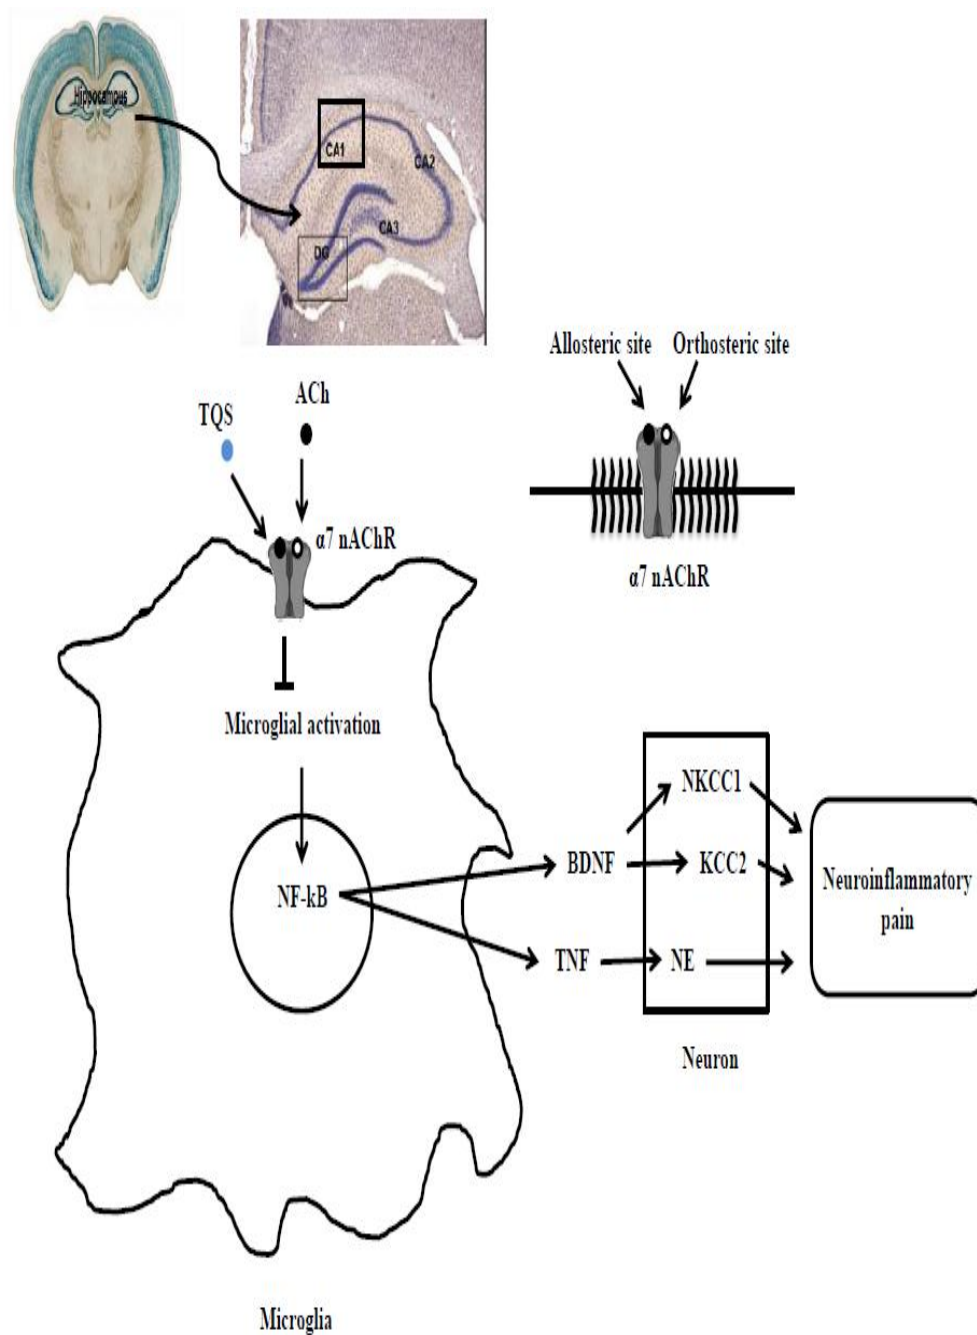 Hippocampus
CA1
CA2
CA3
DG
Allosteric site
Orthosteric site
α7 nAChR
TQS
ACh
α7 nAChR
Microglial activation
NF-kB
BDNF
TNF
NKCC1
KCC2
NE
Neuron
Neuroinflammatory
pain
Microglia